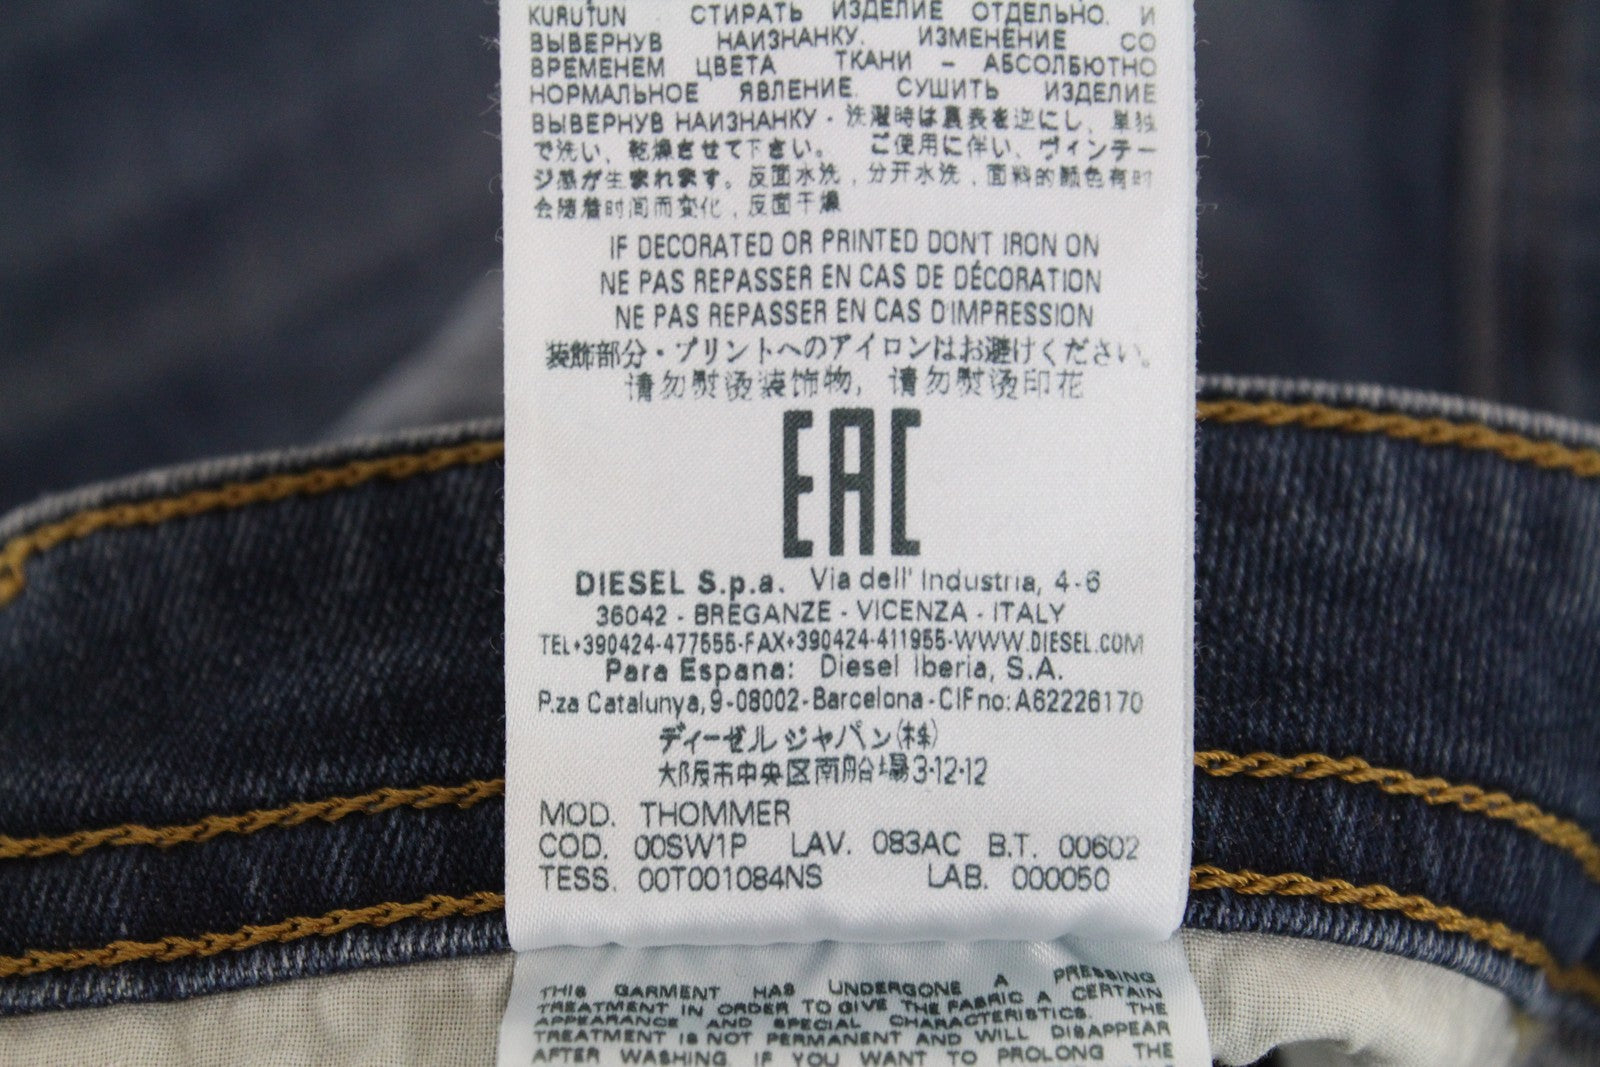 KURUTUN · СТИРАТЬ ИЗДЕЛИЕ ОТДЕЛЬНО. И
ВЫВЕРНУВ НАИЗНАНКУ. ИЗМЕНЕНИЕ СО
ВРЕМЕНЕМ ЦВЕТА ТКАНИ – АБСОЛЮТНО
НОРМАЛЬНОЕ ЯВЛЕНИЕ. СУШИТЬ ИЗДЕЛИЕ
ВЫВЕРНУВ НАИЗНАНКУ · 洗濯時は裏表を逆にし、単独
で洗い、乾燥させて下さい。 ご使用に伴い、ヴィンテー
ジ感が生まれます。反面水洗，分开水洗，面料的颜色有时
会随着时间而变化，反面干燥
IF DECORATED OR PRINTED DON'T IRON ON
NE PAS REPASSER EN CAS DE DÉCORATION
NE PAS REPASSER EN CAS D'IMPRESSION
装飾部分・プリントへのアイロンはお避けください。
请勿熨烫装饰物，请勿熨烫印花
EAC
DIESEL S.p.a. Via dell' Industria, 4-6
36042 - BREGANZE - VICENZA - ITALY
TEL+390424-477555-FAX+390424-411955-WWW.DIESEL.COM
Para Espana: Diesel Iberia, S.A.
P.za Catalunya, 9-08002-Barcelona-CIF no: A62226170
ディーゼルジャパン(株)
大阪市中央区南船場3-12-12
MOD. THOMMER
COD. 00SW1P LAV. 083AC B.T. 00602
TESS. 00T001084NS LAB. 000050
THIS GARMENT HAS UNDERGONE A PRESSING
TREATMENT IN ORDER TO GIVE THE FABRIC A CERTAIN
APPEARANCE AND SPECIAL CHARACTERISTICS. THE
TREATMENT IS NOT PERMANENT AND WILL DISAPPEAR
AFTER WASHING. IF YOU WANT TO PROLONG THE